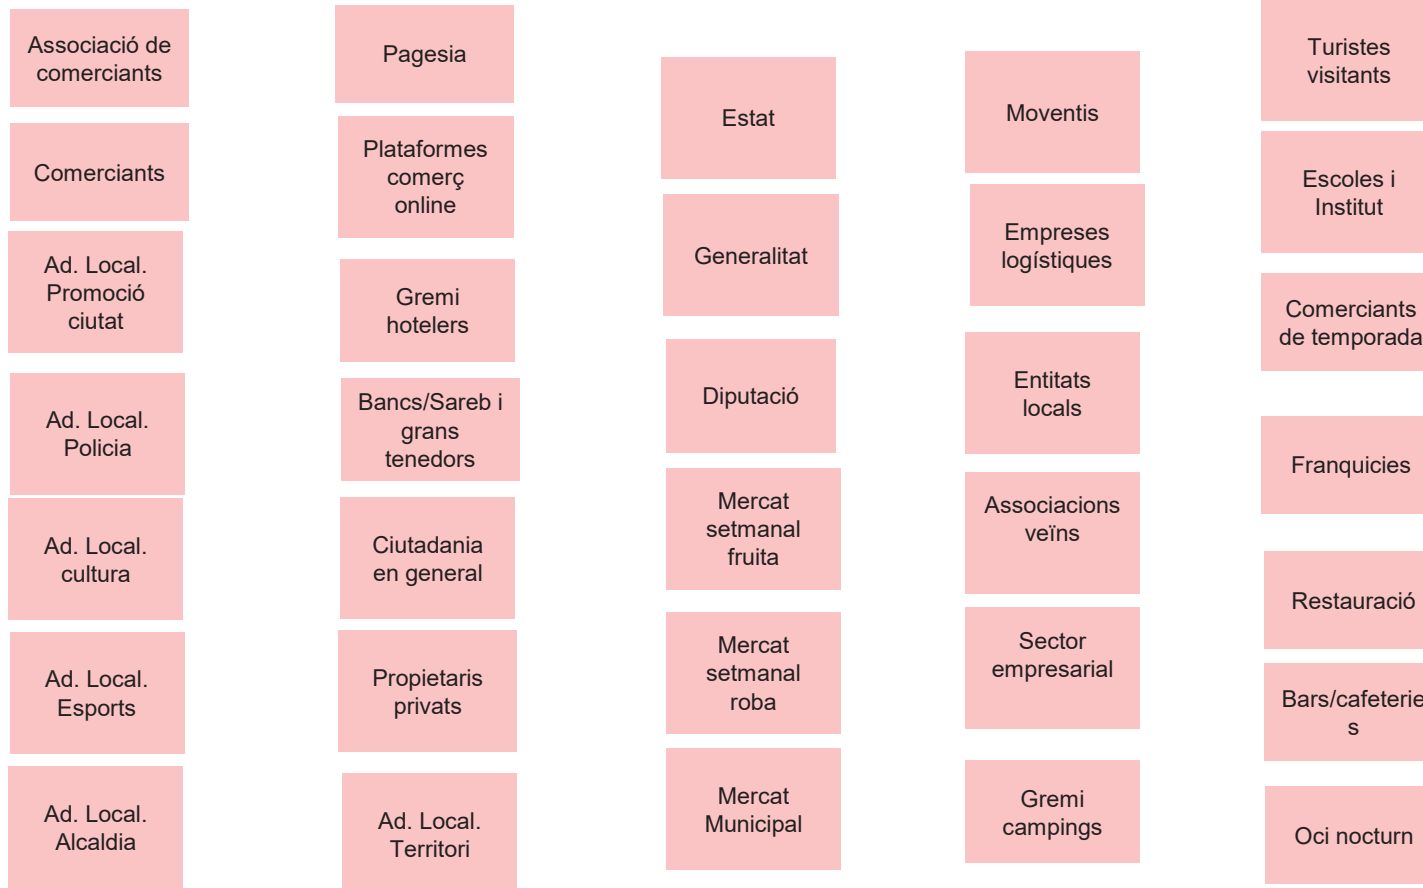 Associació de
comerciants
Comerciants
Ad. Local.
Promoció
ciutat
Ad. Local.
Policia
Ad. Local.
cultura
Ad. Local.
Esports
Ad. Local.
Alcaldia
Pagesia
Plataformes
comerç
online
Gremi
hotelers
Bancs/Sareb i
grans
tenedors
Ciutadania
en general
Propietaris
privats
Ad. Local.
Territori
Estat
Generalitat
Diputació
Mercat
setmanal
fruita
Mercat
setmanal
roba
Mercat
Municipal
Moventis
Empreses
logístiques
Entitats
locals
Associacions
veïns
Sector
empresarial
Gremi
campings
Turistes
visitants
Escoles i
Institut
Comerciants
de temporada
Franquicies
Restauració
Bars/cafeterie
s
Oci nocturn